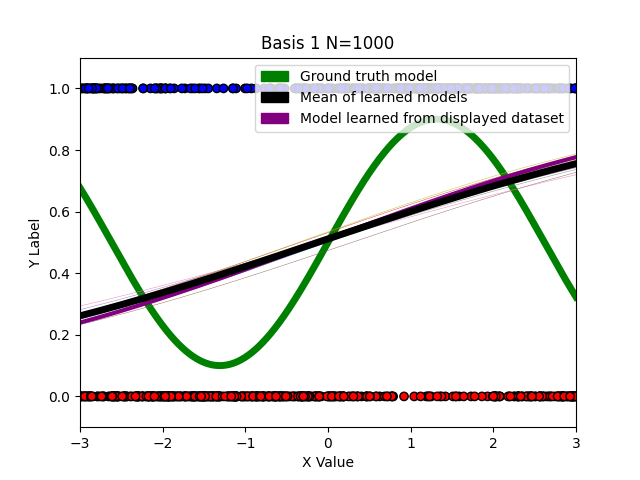 Basis 1 N=1000
Ground truth model
Mean of learned models
Model learned from displayed dataset
1.0
0.8
0.6
0.4
0.2
0.0
Y Label
−3
−2
−1
0
1
2
3
X Value